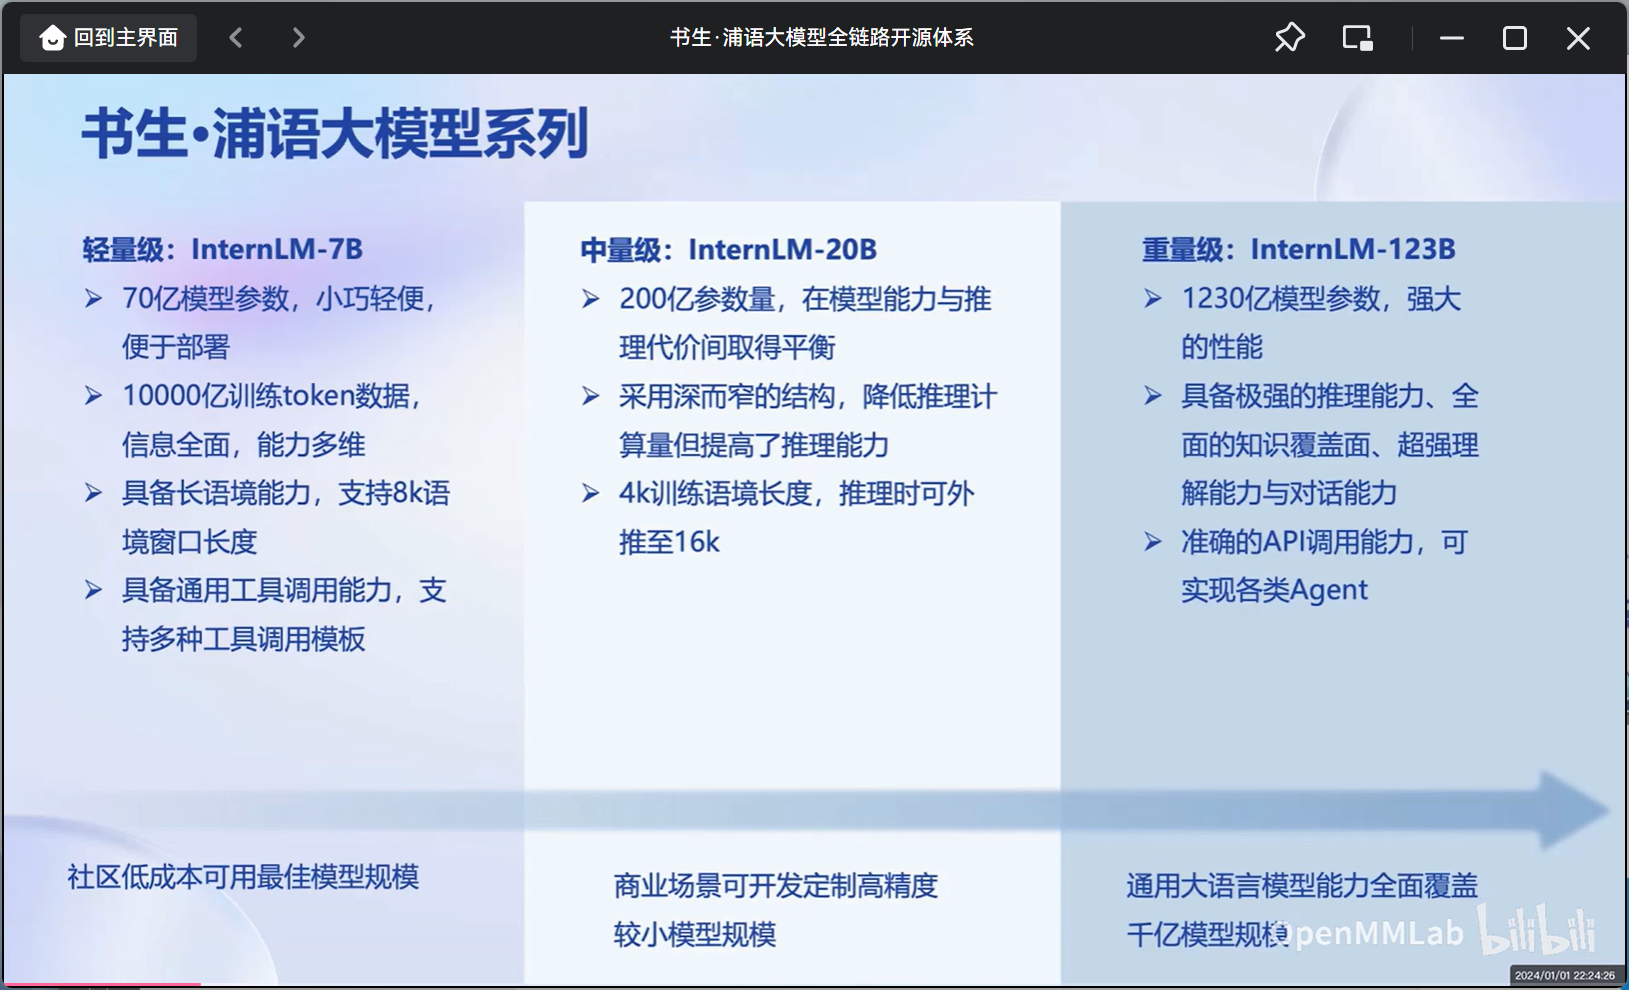 回到主界面
书生·浦语大模型全链路开源体系
书生•浦语大模型系列
轻量级：InternLM-7B
70亿模型参数，小巧轻便，
便于部署
10000亿训练token数据，
信息全面，能力多维
具备长语境能力，支持8k语
境窗口长度
具备通用工具调用能力，支
持多种工具调用模板
中量级：InternLM-20B
200亿参数量，在模型能力与推
理代价间取得平衡
采用深而窄的结构，降低推理计
算量但提高了推理能力
4k训练语境长度，推理时可外
推至16k
重量级：InternLM-123B
1230亿模型参数，强大
的性能
具备极强的推理能力、全
面的知识覆盖面、超强理
解能力与对话能力
准确的API调用能力，可
实现各类Agent
社区低成本可用最佳模型规模
商业场景可开发定制高精度
较小模型规模
通用大语言模型能力全面覆盖
千亿模型规模
OpenMMLab bilibili
2024/01/01 22:24:26